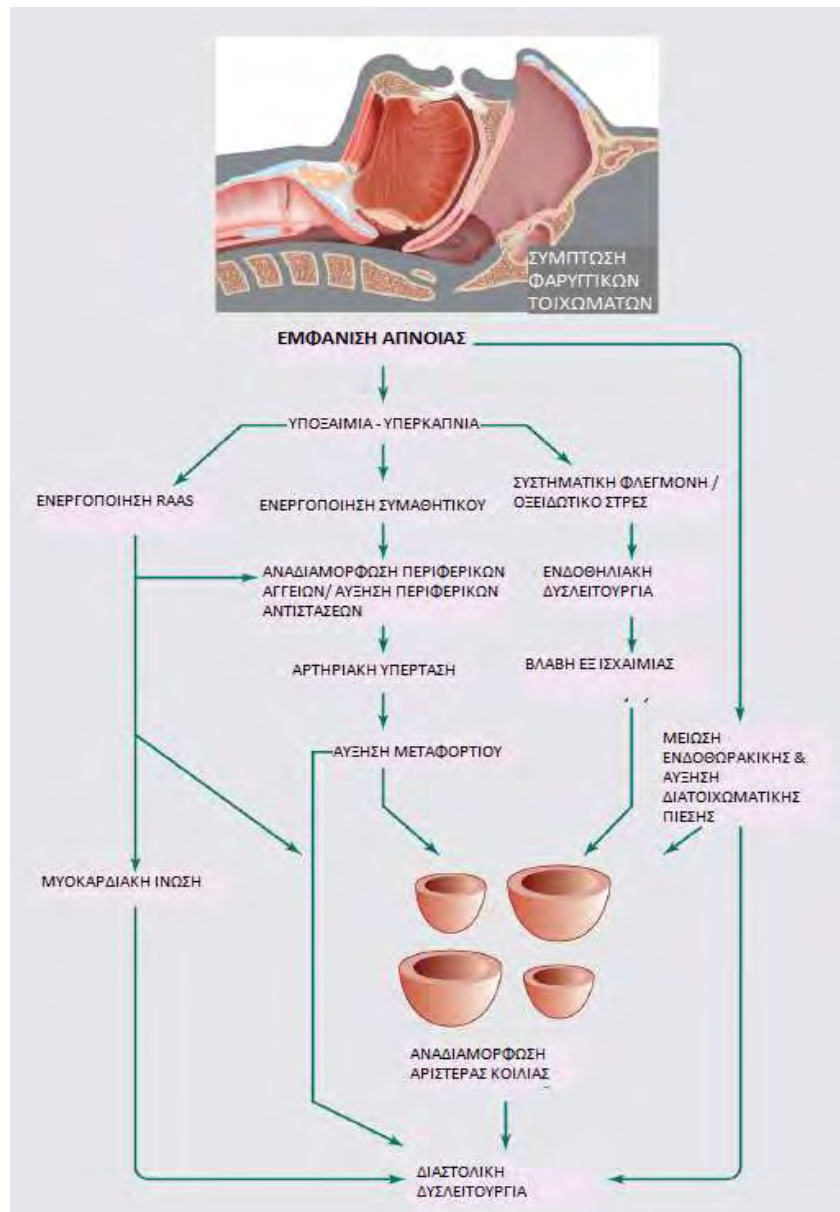 ΣΥΜΠΤΩΣΗ
ΦΑΡΥΓΓΙΚΩΝ
ΤΟΙΧΩΜΑΤΩΝ
ΕΜΦΑΝΙΣΗ ΑΠΝΟΙΑΣ
ΥΠΟΞΑΙΜΙΑ - ΥΠΕΡΚΑΠΝΙΑ
ΕΝΕΡΓΟΠΟΙΗΣΗ RAAS
ΕΝΕΡΓΟΠΟΙΗΣΗ ΣΥΜΑΘΗΤΙΚΟΥ
ΣΥΣΤΗΜΑΤΙΚΗ ΦΛΕΓΜΟΝΗ /
ΟΞΕΙΔΩΤΙΚΟ ΣΤΡΕΣ
ΑΝΑΔΙΑΜΟΡΦΩΣΗ ΠΕΡΙΦΕΡΙΚΩΝ
ΑΓΓΕΙΩΝ/ ΑΥΞΗΣΗ ΠΕΡΙΦΕΡΙΚΩΝ
ΑΝΤΙΣΤΑΣΕΩΝ
ΕΝΔΟΘΗΛΙΑΚΗ
ΔΥΣΛΕΙΤΟΥΡΓΙΑ
ΑΡΤΗΡΙΑΚΗ ΥΠΕΡΤΑΣΗ
ΒΛΑΒΗ ΕΞ ΙΣΧΑΙΜΙΑΣ
ΑΥΞΗΣΗ ΜΕΤΑΦΟΡΤΙΟΥ
ΜΕΙΩΣΗ
ΕΝΔΟΘΩΡΑΚΙΚΗΣ &
ΑΥΞΗΣΗ
ΔΙΑΤΟΙΧΩΜΑΤΙΚΗΣ
ΠΙΕΣΗΣ
ΜΥΟΚΑΡΔΙΑΚΗ ΙΝΩΣΗ
ΑΝΑΔΙΑΜΟΡΦΩΣΗ
ΑΡΙΣΤΕΡΑΣ ΚΟΙΛΙΑΣ
ΔΙΑΣΤΟΛΙΚΗ
ΔΥΣΛΕΙΤΟΥΡΓΙΑ